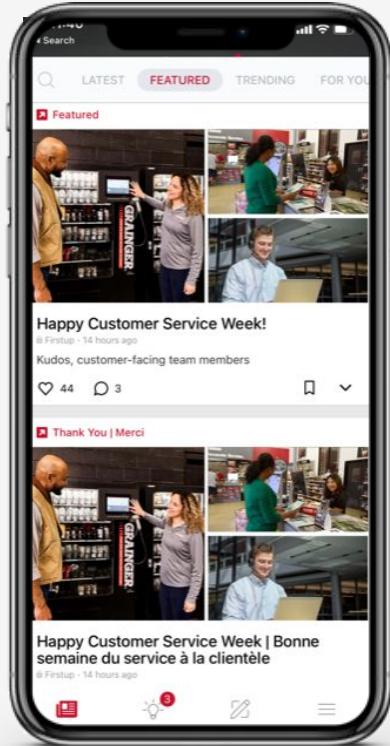 Search
LATEST FEATURED TRENDING FOR YOU
Featured
GRAINGER
Happy Customer Service Week!
Firstup - 14 hours ago
Kudos, customer-facing team members
44 3
Thank You | Merci
GRAINGER
Happy Customer Service Week | Bonne
semaine du service à la clientèle
Firstup - 14 hours ago
3